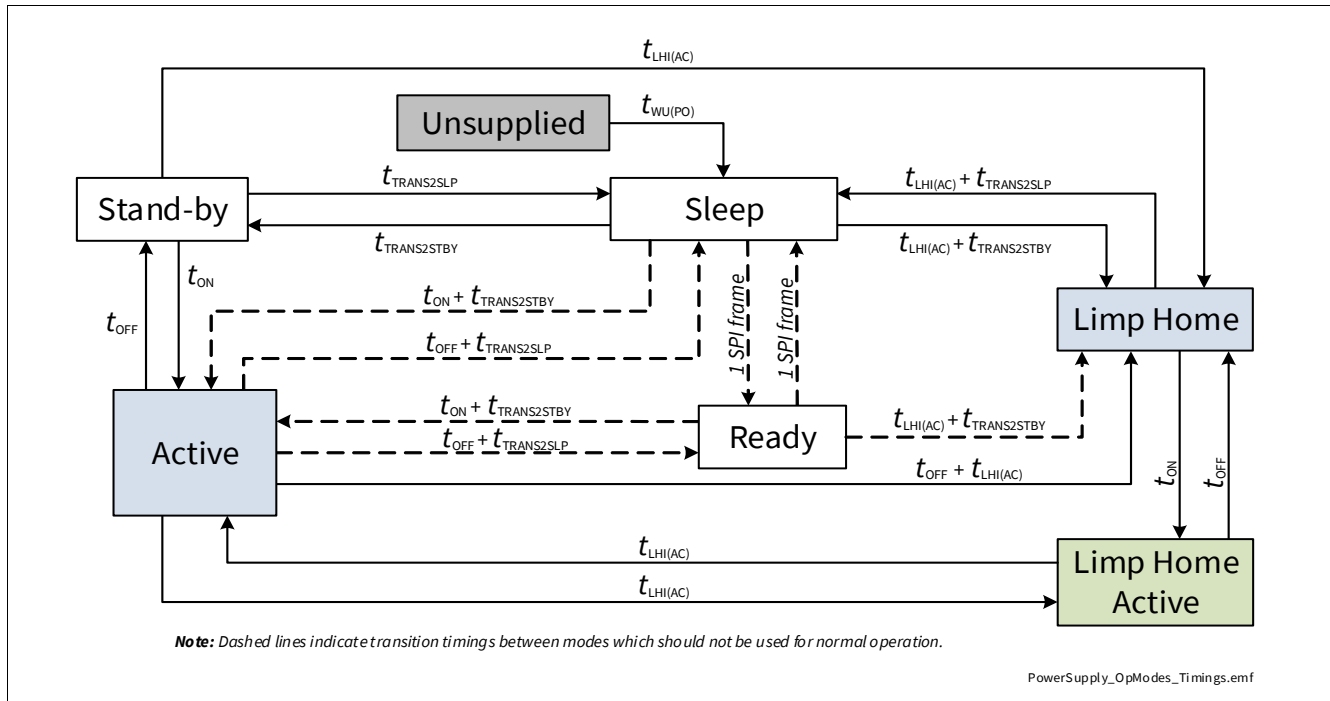 tLHI(AC)
Unsupplied
tWU(PO)
Stand-by
tTRANS2SLP
Sleep
tLHI(AC) + tTRANS2SLP
tTRANS2STBY
tLHI(AC) + tTRANS2STBY
tOFF
tON
tON + tTRANS2STBY
tOFF + tTRANS2SLP
1 SPI frame
1 SPI frame
Limp Home
Active
tON + tTRANS2STBY
tOFF + tTRANS2SLP
Ready
tLHI(AC) + tTRANS2STBY
tOFF + tLHI(AC)
tON
tOFF
tLHI(AC)
tLHI(AC)
Limp Home
Active
Note: Dashed lines indicate transition timings between modes which should not be used for normal operation.
PowerSupply_OpModes_Timings.emf